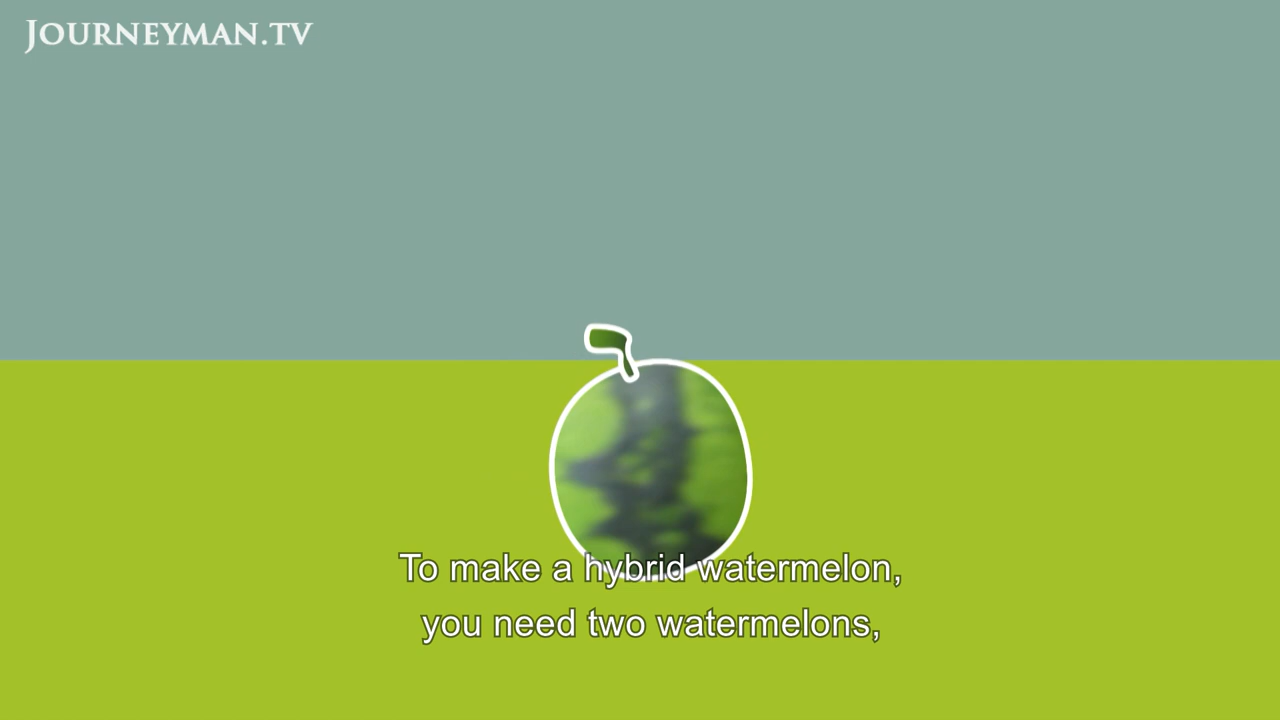 JOURNEYMAN.TV
To make a hybrid watermelon,
you need two watermelons,